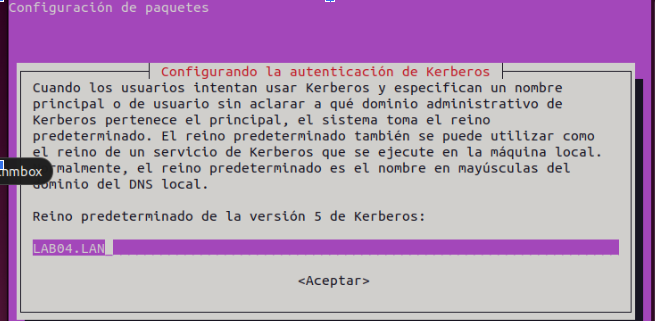 Configuración de paquetes
Configurando la autenticación de Kerberos
Cuando los usuarios intentan usar Kerberos y especifican un nombre
principal o de usuario sin aclarar a qué dominio administrativo de
Kerberos pertenece el principal, el sistema toma el reino
predeterminado. El reino predeterminado también se puede utilizar como
el reino de un servicio de Kerberos que se ejecute en la máquina local.
hmbox
rmalmente, el reino predeterminado es el nombre en mayúsculas del
dominio del DNS local.
Reino predeterminado de la versión 5 de Kerberos:
LAB04.LAN
<Aceptar>